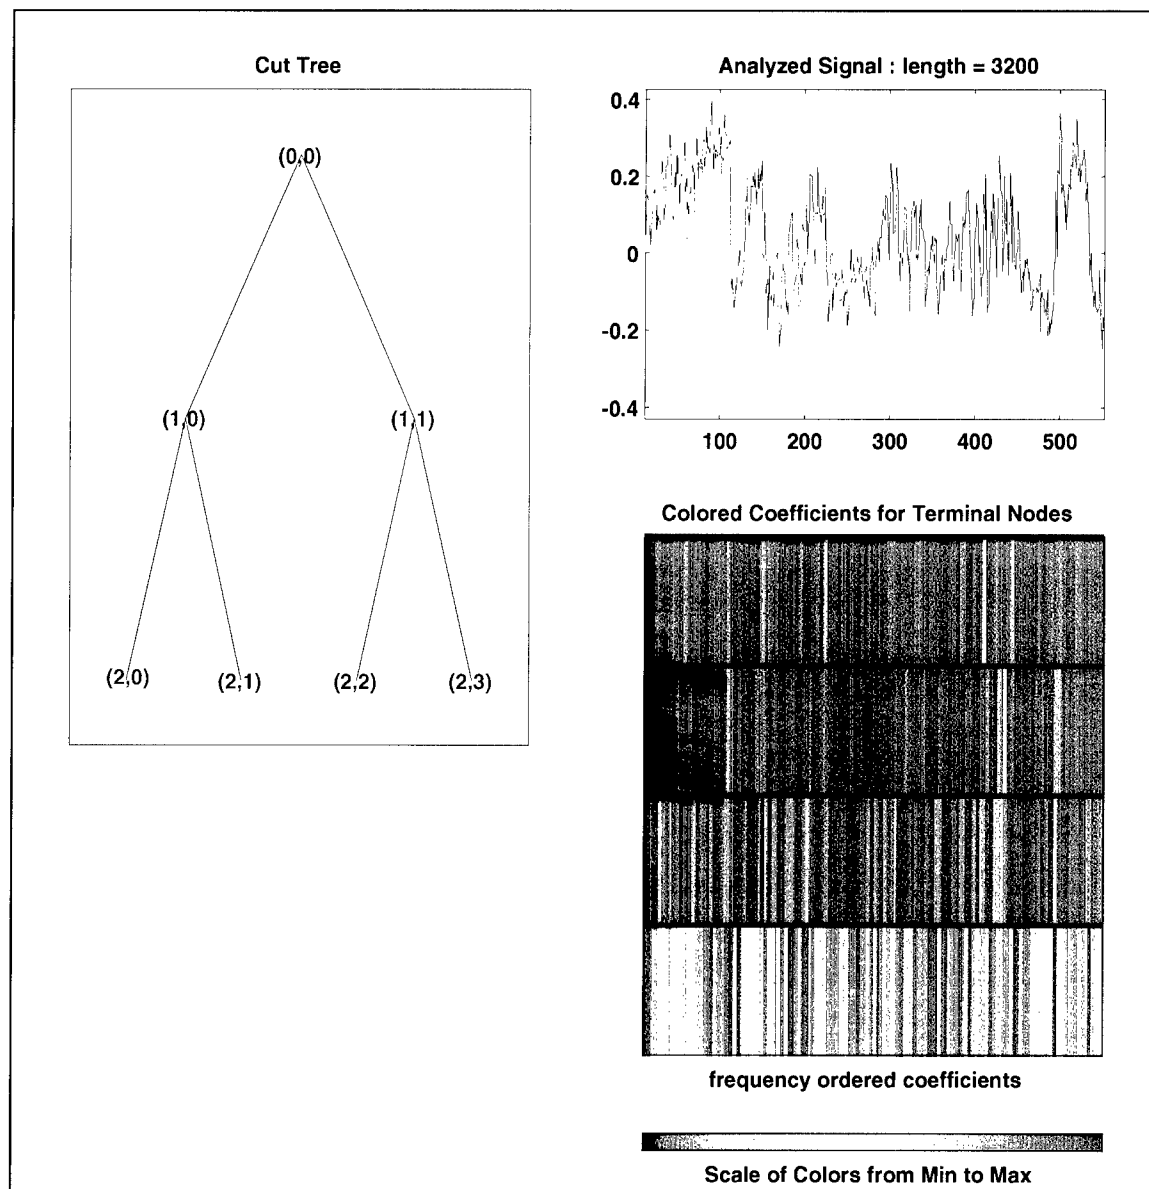 Cut Tree
(0,0)
(1,0) (1,1)
(2,0) (2,1) (2,2) (2,3)
Analyzed Signal : length = 3200
0.4
0.2
0
-0.2
-0.4
100 200 300 400 500
Colored Coefficients for Terminal Nodes
frequency ordered coefficients
Scale of Colors from Min to Max